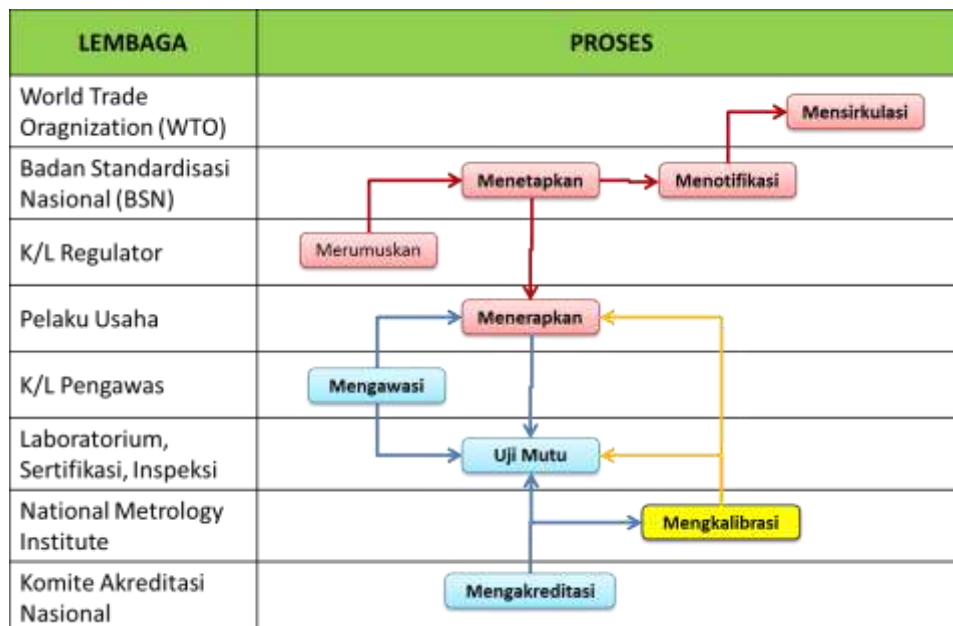 LEMBAGA
PROSES
World Trade
Oragnization (WTO)
Mensirkulasi
Badan Standardisasi
Nasional (BSN)
Menetapkan
Menotifikasi
K/L Regulator
Merumuskan
Pelaku Usaha
Menerapkan
K/L Pengawas
Mengawasi
Laboratorium,
Sertifikasi, Inspeksi
Uji Mutu
National Metrology
Institute
Mengkalibrasi
Komite Akreditasi
Nasional
Mengakreditasi